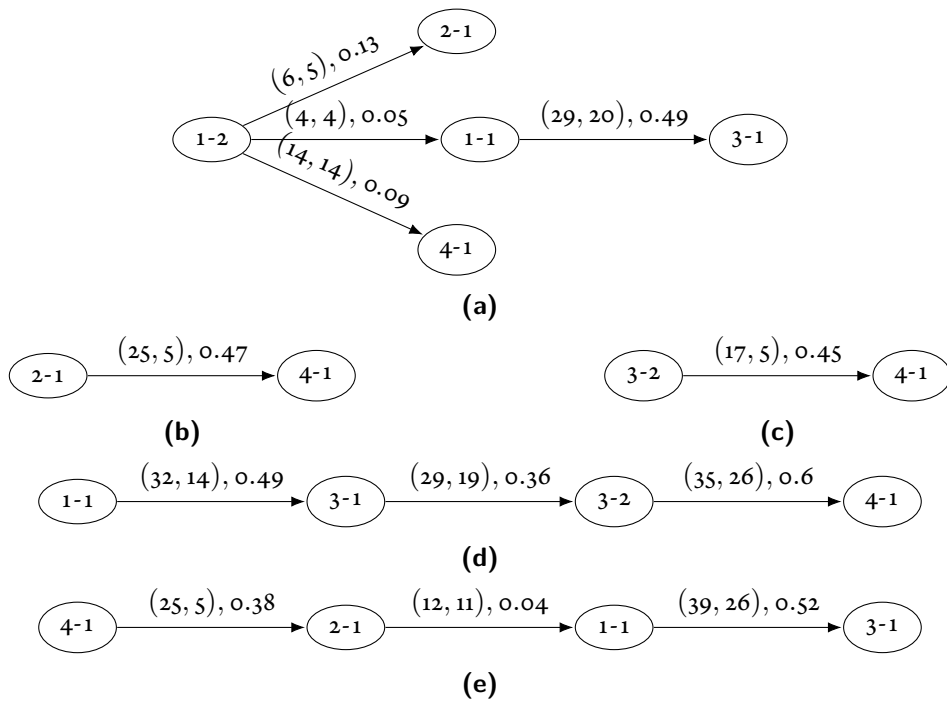 2-1
(6, 5), 0.13
(4, 4), 0.05
(29, 20), 0.49
1-2
1-1
3-1
(14, 14), 0.09
4-1
(a)
(25, 5), 0.47
(17, 5), 0.45
2-1
4-1
3-2
4-1
(b)
(c)
(32, 14), 0.49
(29, 19), 0.36
(35, 26), 0.6
1-1
3-1
3-2
4-1
(d)
(25, 5), 0.38
(12, 11), 0.04
(39, 26), 0.52
4-1
2-1
1-1
3-1
(e)